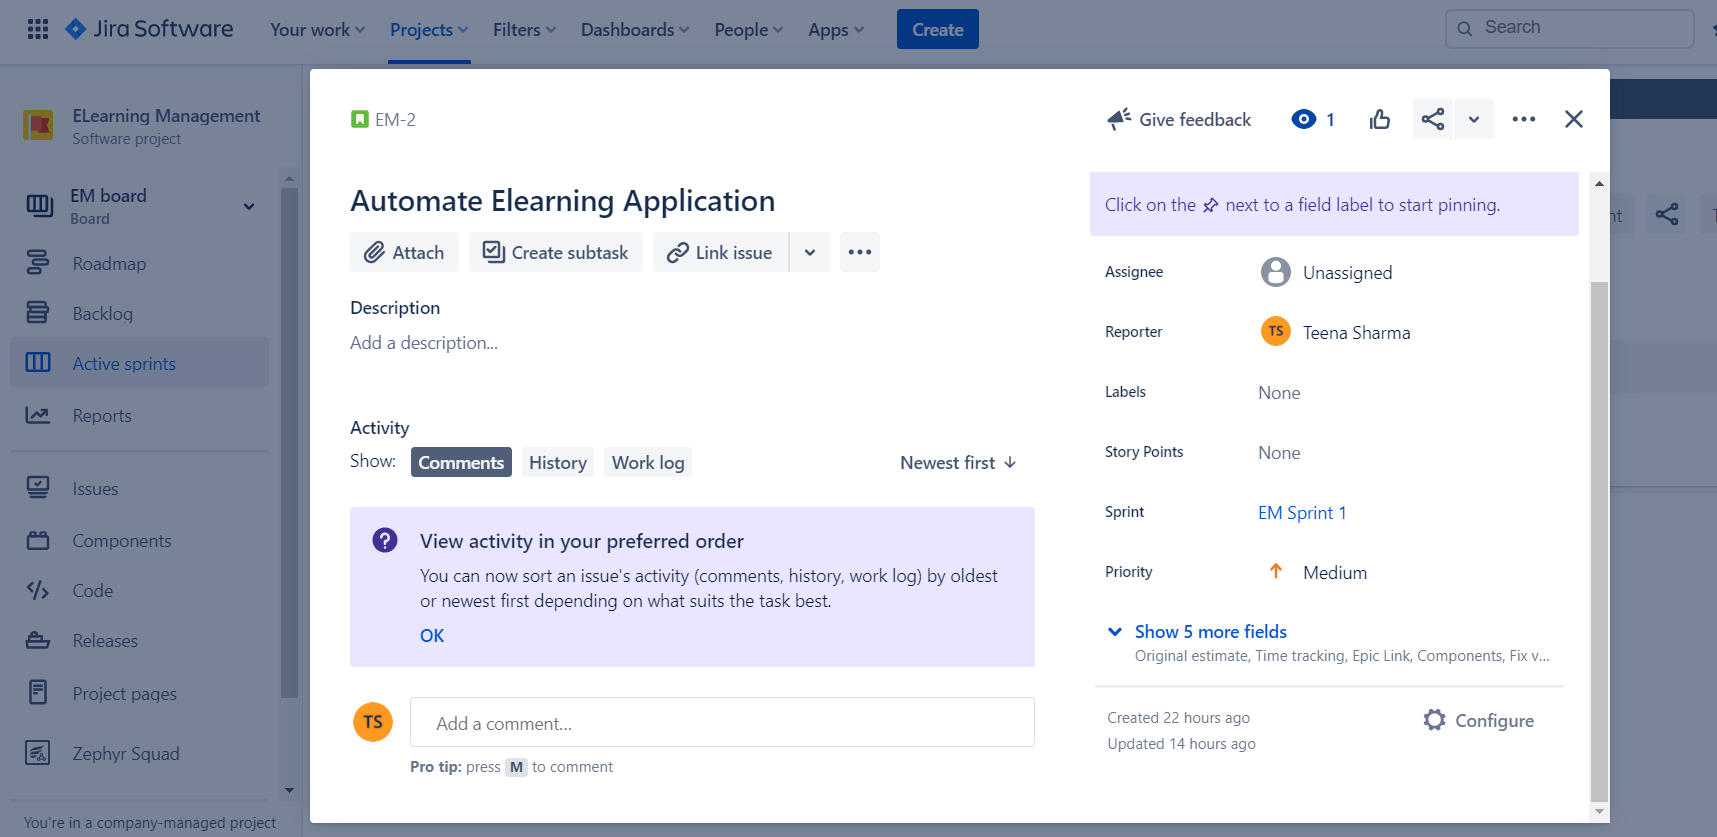 Jira Software
Your work
Projects
Filters
Dashboards
People
Apps
Create
Search
ELearning Management
Software project
EM board
Board
Roadmap
Backlog
Active sprints
Reports
Issues
Components
Code
Releases
Project pages
Zephyr Squad
You're in a company-managed project
EM-2
Give feedback
1
Automate Elearning Application
Attach
Create subtask
Link issue
Description
Add a description...
Activity
Show:
Comments
History
Work log
Newest first
View activity in your preferred order
You can now sort an issue's activity (comments, history, work log) by oldest
or newest first depending on what suits the task best.
OK
TS
Add a comment...
Pro tip: press M to comment
Click on the next to a field label to start pinning.
Assignee
Unassigned
Reporter
TS
Teena Sharma
Labels
None
Story Points
None
Sprint
EM Sprint 1
Priority
Medium
Show 5 more fields
Original estimate, Time tracking, Epic Link, Components, Fix v...
Created 22 hours ago
Updated 14 hours ago
Configure